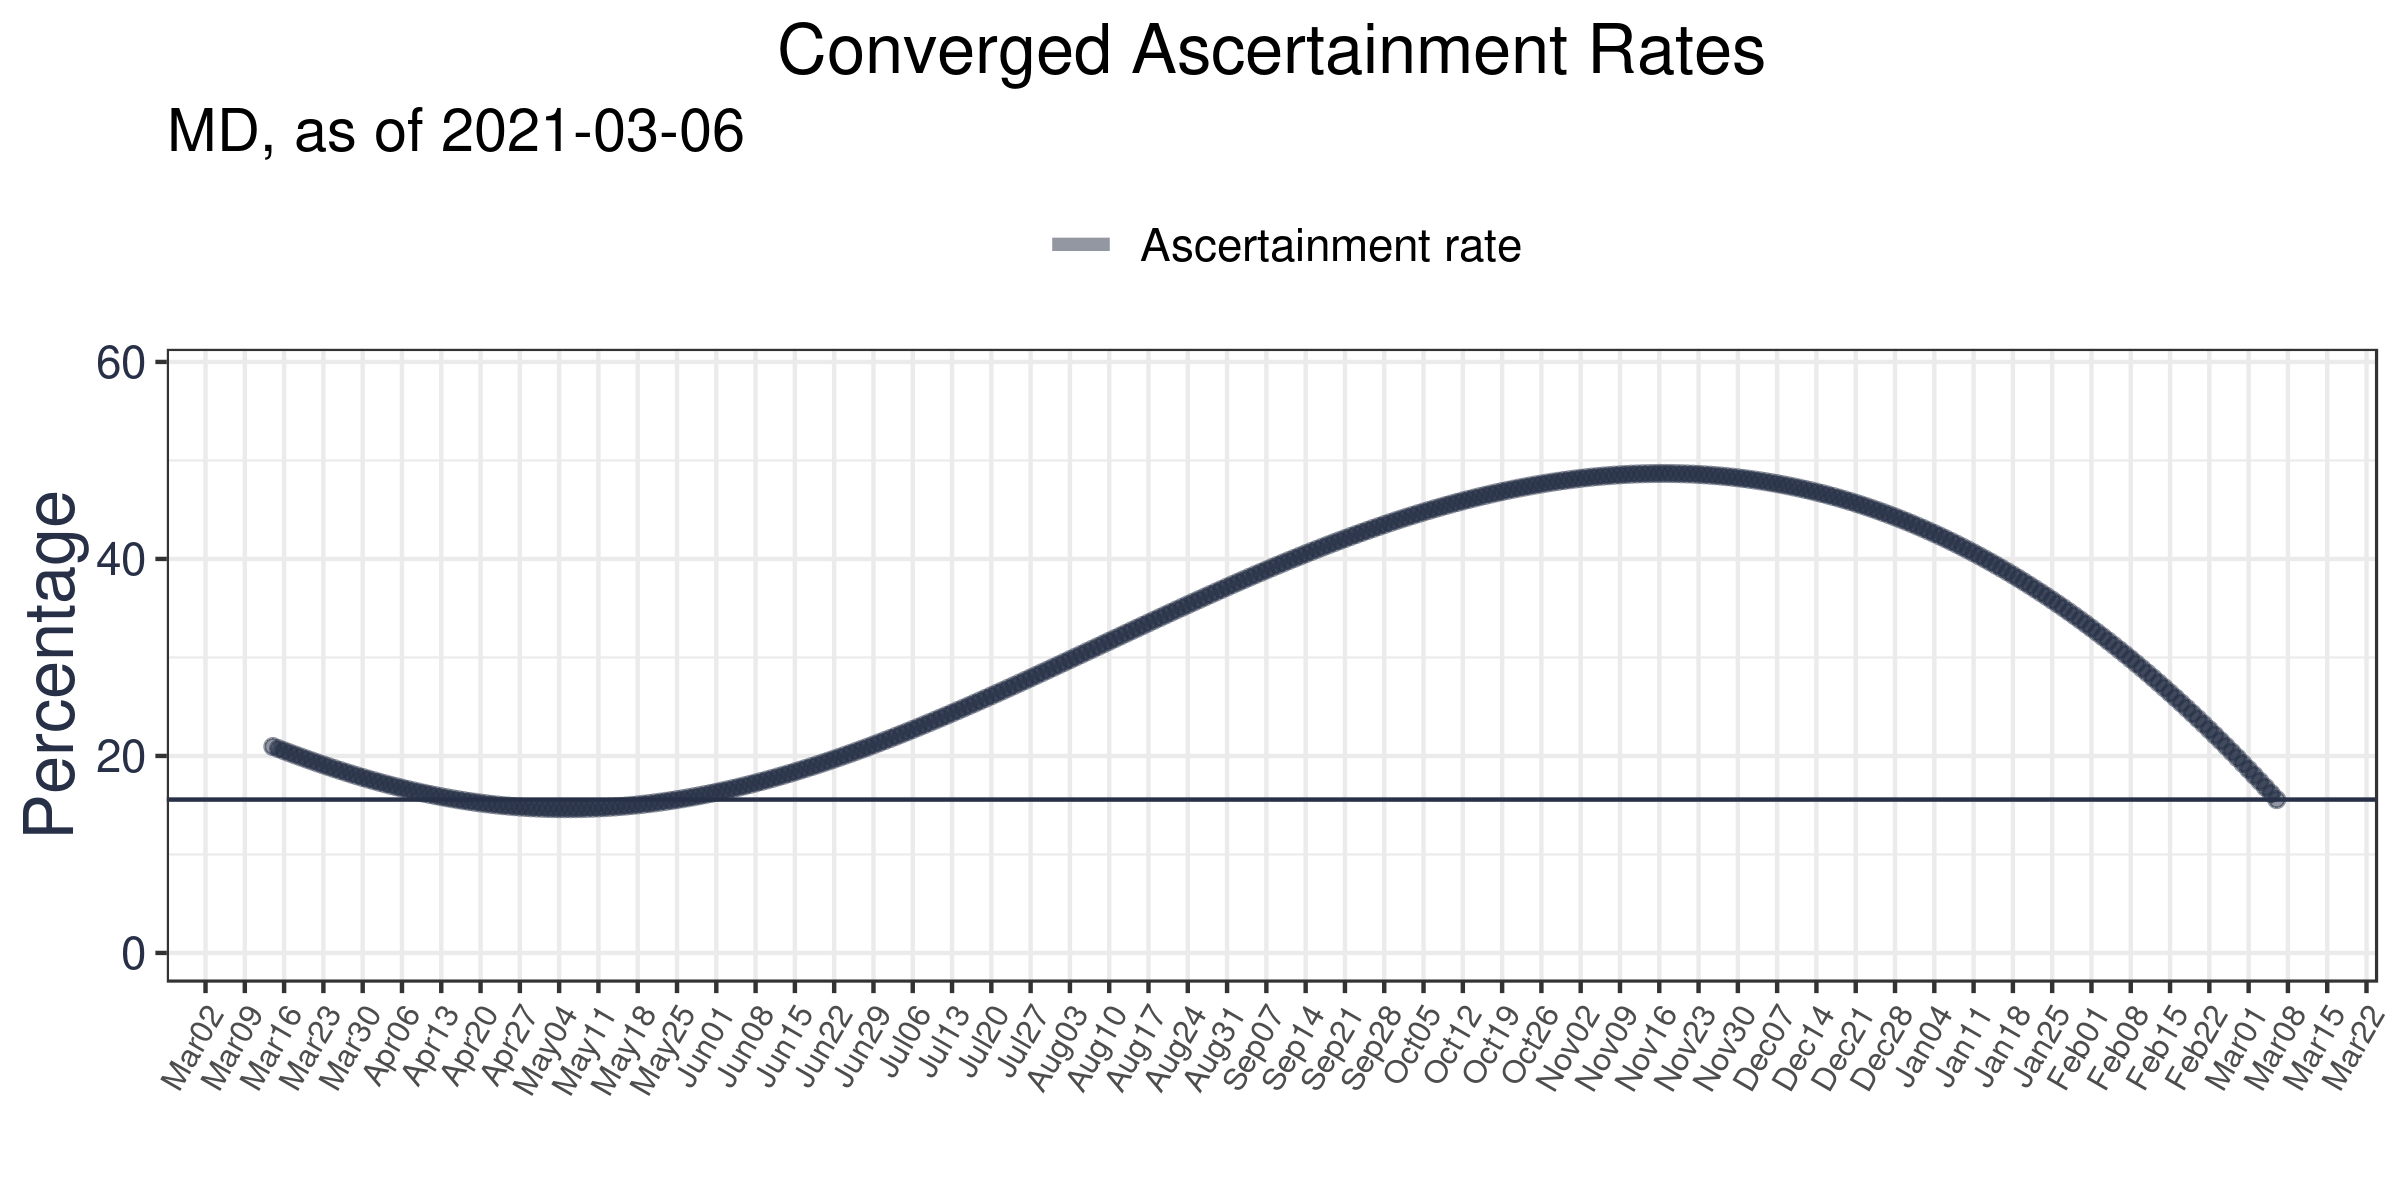 Converged Ascertainment Rates
MD, as of 2021-03-06
Ascertainment rate
Percentage
60
40
20
0
Mar02
Mar09
Mar16
Mar23
Mar30
Apr06
Apr13
Apr20
Apr27
May04
May11
May18
May25
Jun01
Jun08
Jun15
Jun22
Jun29
Jul06
Jul13
Jul20
Jul27
Aug03
Aug10
Aug17
Aug24
Aug31
Sep07
Sep14
Sep21
Sep28
Oct05
Oct12
Oct19
Oct26
Nov02
Nov09
Nov16
Nov23
Nov30
Dec07
Dec14
Dec21
Dec28
Jan04
Jan11
Jan18
Jan25
Feb01
Feb08
Feb15
Feb22
Mar01
Mar08
Mar15
Mar22